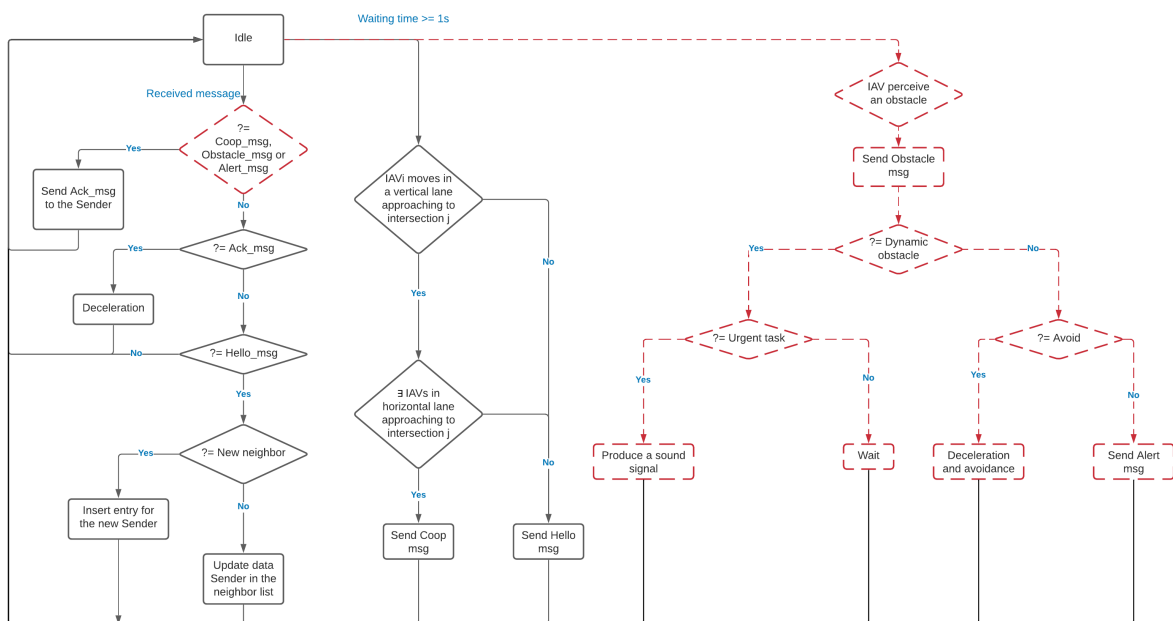 Waiting time >= 1s
Idle
Received message
?=
Coop_msg,
Obstacle_msg or
Alert_msg
Yes
Send Ack_msg
to the Sender
No
?= Ack_msg
Yes
Deceleration
No
?= Hello_msg
No
Yes
?= New neighbor
Yes
Insert entry for
the new Sender
No
Update data
Sender in the
neighbor list
IAVi moves in
a vertical lane
approaching to
intersection j
No
Yes
∃ IAVs in
horizontal lane
approaching to
intersection j
No
Yes
Send Coop
msg
Send Hello
msg
IAV perceive
an obstacle
Send Obstacle
msg
?= Dynamic
obstacle
Yes
No
?= Urgent task
Yes
No
Produce a sound
signal
Wait
?= Avoid
Yes
No
Deceleration
and avoidance
Send Alert
msg